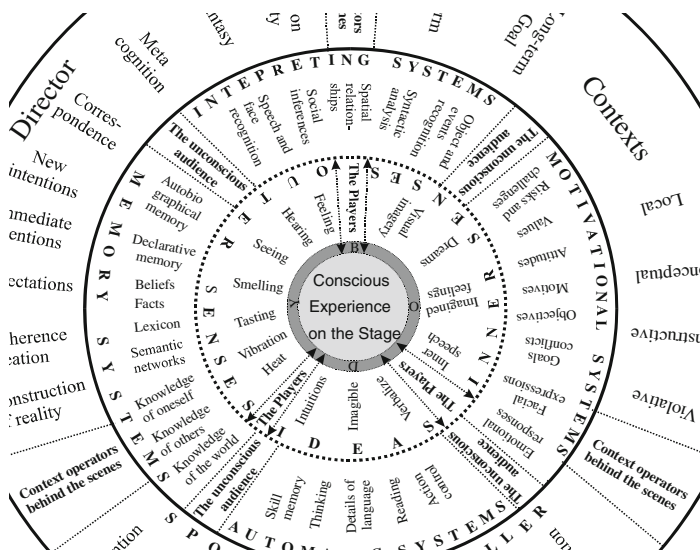 Conscious
Experience
on the Stage
B
O
D
Y
OUTER
SENSES
Feeling
Hearing
Seeing
Smelling
Tasting
Vibration
Heat
INNER
SENSES
Visual
imagery
Dreams
Imagined
feelings
Inner
speech
IDEAS
Intuitions
Imagible
Verbalize
The Players
The Players
The Players
INTEPRETING SYSTEMS
Speech and
face
recognition
Social
inferences
Spatial
relation-
ships
Syntactic
analysis
Object and
events
recognition
The unconscious
audience
The unconscious
audience
The unconscious
audience
The unconscious
audience
MOTIVATIONAL SYSTEMS
Risks and
challenges
Values
Attitudes
Motives
Objectives
Goals
conflicts
Facial
expressions
Emotional
responses
MEMORY SYSTEMS
Autobio
graphical
memory
Declarative
memory
Beliefs
Facts
Lexicon
Semantic
networks
Knowledge
of oneself
Knowledge
of others
Knowledge
of the world
SYSTEMS
Skill
memory
Thinking
Details of
language
Reading
Action
control
Director
Meta
cognition
Corres-
pondence
New
intentions
Contexts
Long-term
Goal
Local
Violative
Context operators
behind the scenes
Context operators
behind the scenes